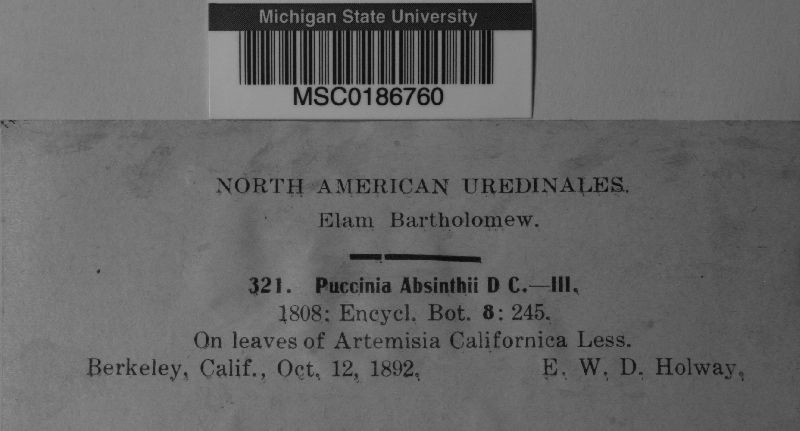 Michigan State University
MSC0186760
NORTH AMERICAN UREDINALES.
Elam Bartholomew.
321. Puccinia Absinthii D C.—III.
1808: Encycl. Bot. 8: 245.
On leaves of Artemisia Californica Less.
Berkeley, Calif., Oct. 12, 1892. E. W. D. Holway.